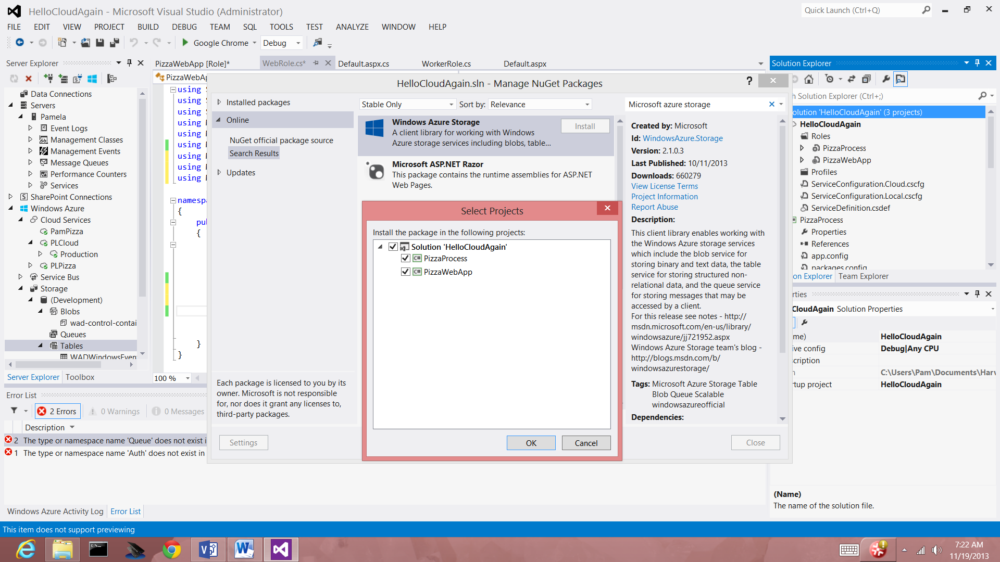 HelloCloudAgain - Microsoft Visual Studio (Administrator)
Quick Launch (Ctrl+Q)
FILE EDIT VIEW PROJECT BUILD DEBUG TEAM SQL TOOLS TEST ANALYZE WINDOW HELP
Google Chrome Debug
Server Explorer
Data Connections
Servers
Pamela
Event Logs
Management Classes
Management Events
Message Queues
Performance Counters
Services
SharePoint Connections
Windows Azure
Cloud Services
PamPizza
PLCloud
Production
PLPizza
Service Bus
Storage
(Development)
Blobs
wad-control-contai
Queues
Tables
WADWindowsEven
Server Explorer Toolbox
PizzaWebApp [Role]* WebRole.cs* Default.aspx.cs WorkerRole.cs Default.aspx
PizzaWebAp
using
using
using
using
using
using
using
using
using
namespa
{
pu
{
}
}
100 %
HelloCloudAgain.sln - Manage NuGet Packages
?
Installed packages
Online
NuGet official package source
Search Results
Updates
Each package is licensed to you by its
owner. Microsoft is not responsible
for, nor does it grant any licenses to,
third-party packages.
Settings
Stable Only Sort by: Relevance
Microsoft azure storage
Windows Azure Storage
A client library for working with Windows
Azure storage services including blobs, table...
Install
Microsoft ASP.NET Razor
This package contains the runtime assemblies for ASP.NET
Web Pages.
Select Projects
Install the package in the following projects:
Solution 'HelloCloudAgain'
C# PizzaProcess
C# PizzaWebApp
OK Cancel
Created by: Microsoft
Id: WindowsAzure.Storage
Version: 2.1.0.3
Last Published: 10/11/2013
Downloads: 660279
View License Terms
Project Information
Report Abuse
Description:
This client library enables working with
the Windows Azure storage services
which include the blob service for
storing binary and text data, the table
service for storing structured non-
relational data, and the queue service
for storing messages that may be
accessed by a client.
For this release see notes - http://
msdn.microsoft.com/en-us/library/
windowsazure/jj721952.aspx
Windows Azure Storage team's blog -
http://blogs.msdn.com/b/
windowsazurestorage/
Tags: Microsoft Azure Storage Table
Blob Queue Scalable
windowsazureofficial
Dependencies:
Close
Solution Explorer
h Solution Explorer (Ctrl+;)
olution 'HelloCloudAgain' (3 projects)
HelloCloudAgain
Roles
PizzaProcess
PizzaWebApp
Profiles
ServiceConfiguration.Cloud.cscfg
ServiceConfiguration.Local.cscfg
ServiceDefinition.csdef
PizzaProcess
Properties
References
app.config
packages.config
on Explorer Team Explorer
rties
CloudAgain Solution Properties
me) HelloCloudAgain
ive config Debug|Any CPU
scription
h C:\Users\Pam\Documents\Harv
rtup project HelloCloudAgain
(Name)
The name of the solution file.
Error List
2 Errors 0 Warnings 0 Messages
Description
2 The type or namespace name 'Queue' does not exist i
1 The type or namespace name 'Auth' does not exist in
Windows Azure Activity Log Error List
This item does not support previewing
7:22 AM
11/19/2013